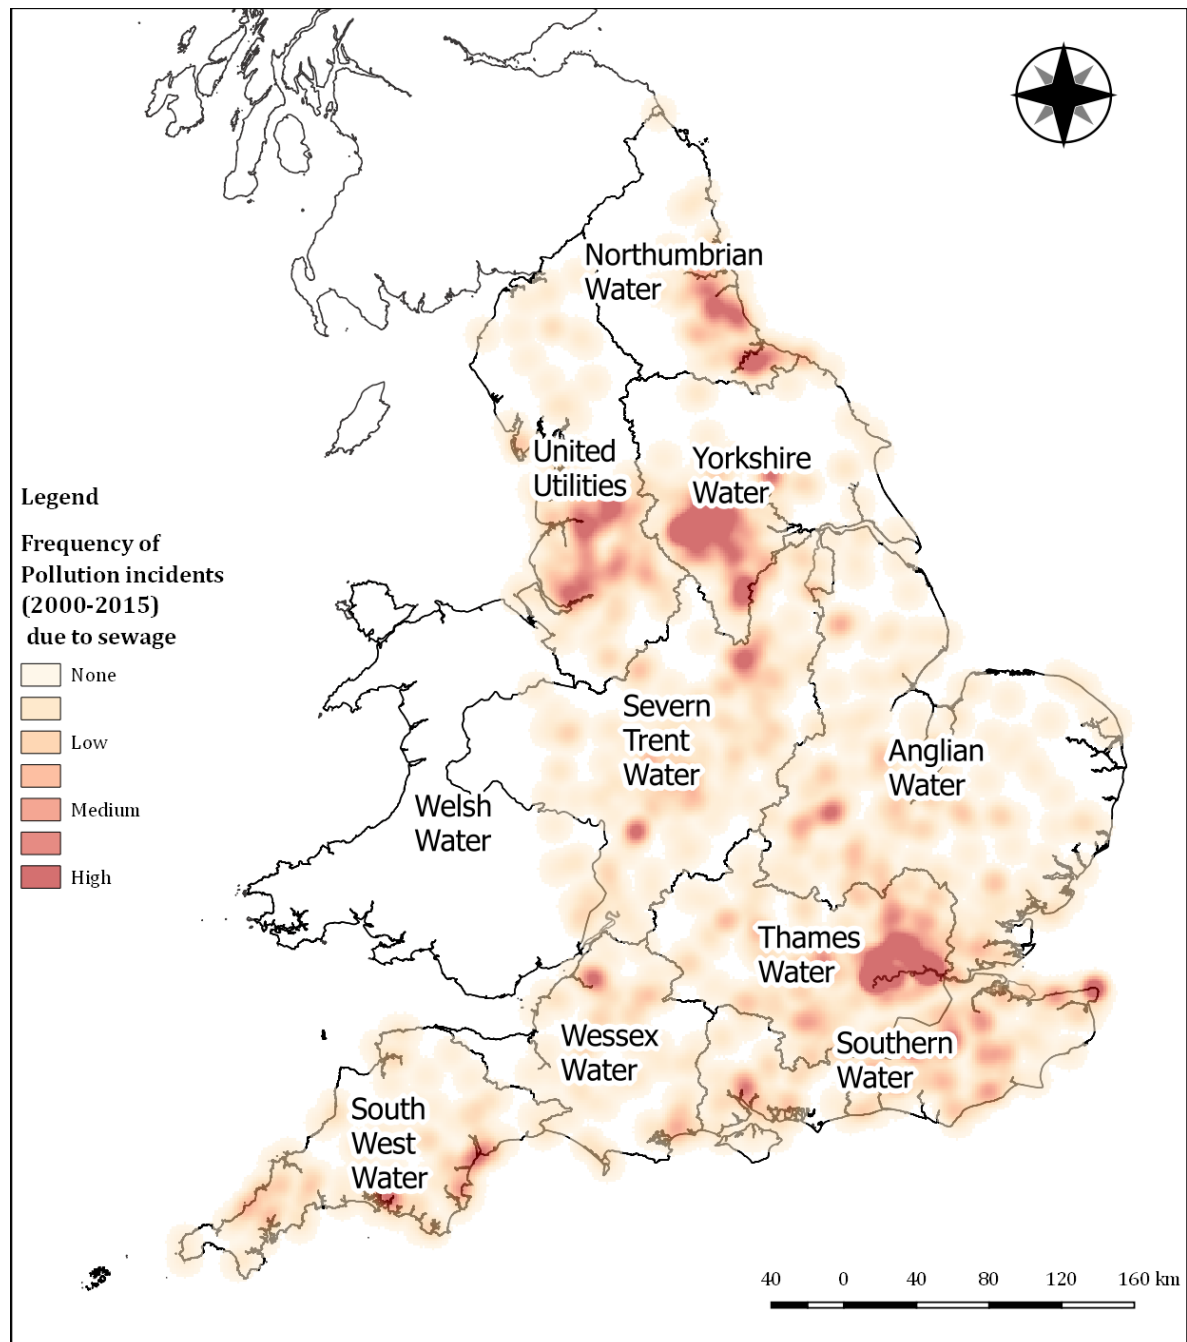 Northumbrian
Water
United
Utilities
Yorkshire
Water
Legend
Frequency of
Pollution incidents
(2000-2015)
due to sewage
None
Low
Medium
High
Severn
Trent
Water
Anglian
Water
Welsh
Water
Thames
Water
Wessex
Water
Southern
Water
South
West
Water
40 0 40 80 120 160 km